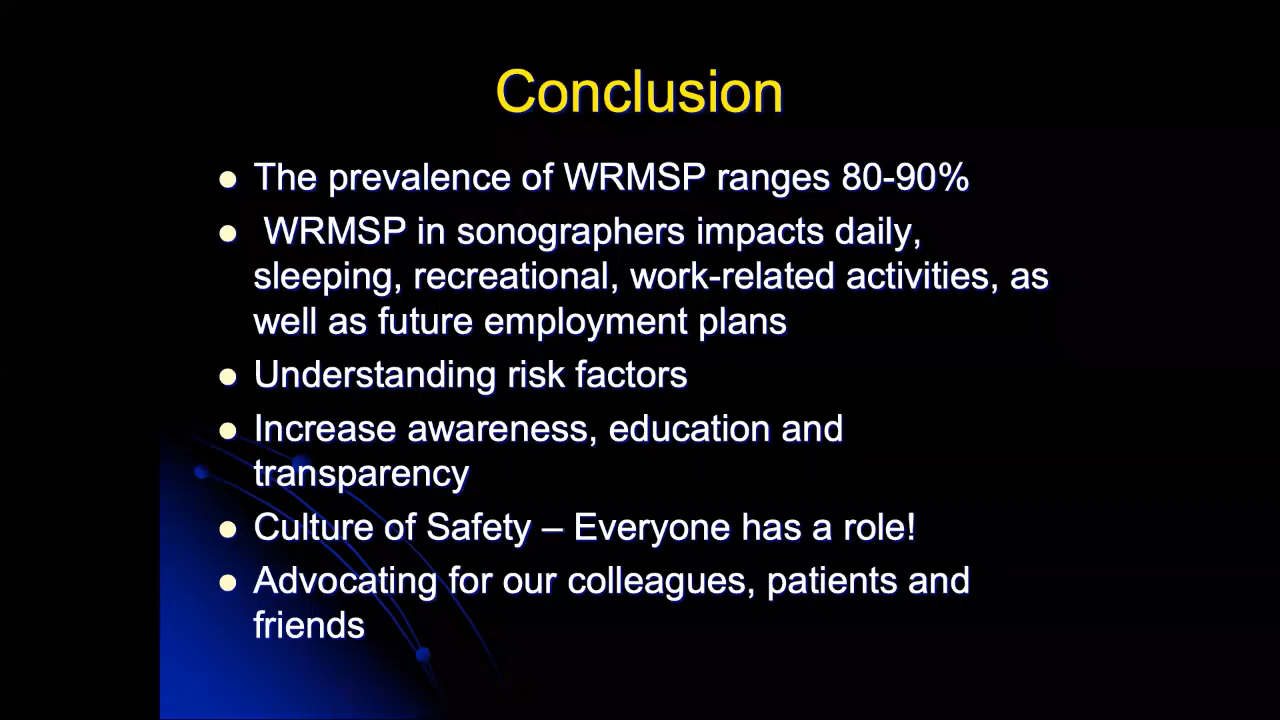 Conclusion
The prevalence of WRMSP ranges 80-90%
WRMSP in sonographers impacts daily,
sleeping, recreational, work-related activities, as
well as future employment plans
Understanding risk factors
Increase awareness, education and
transparency
Culture of Safety – Everyone has a role!
Advocating for our colleagues, patients and
friends